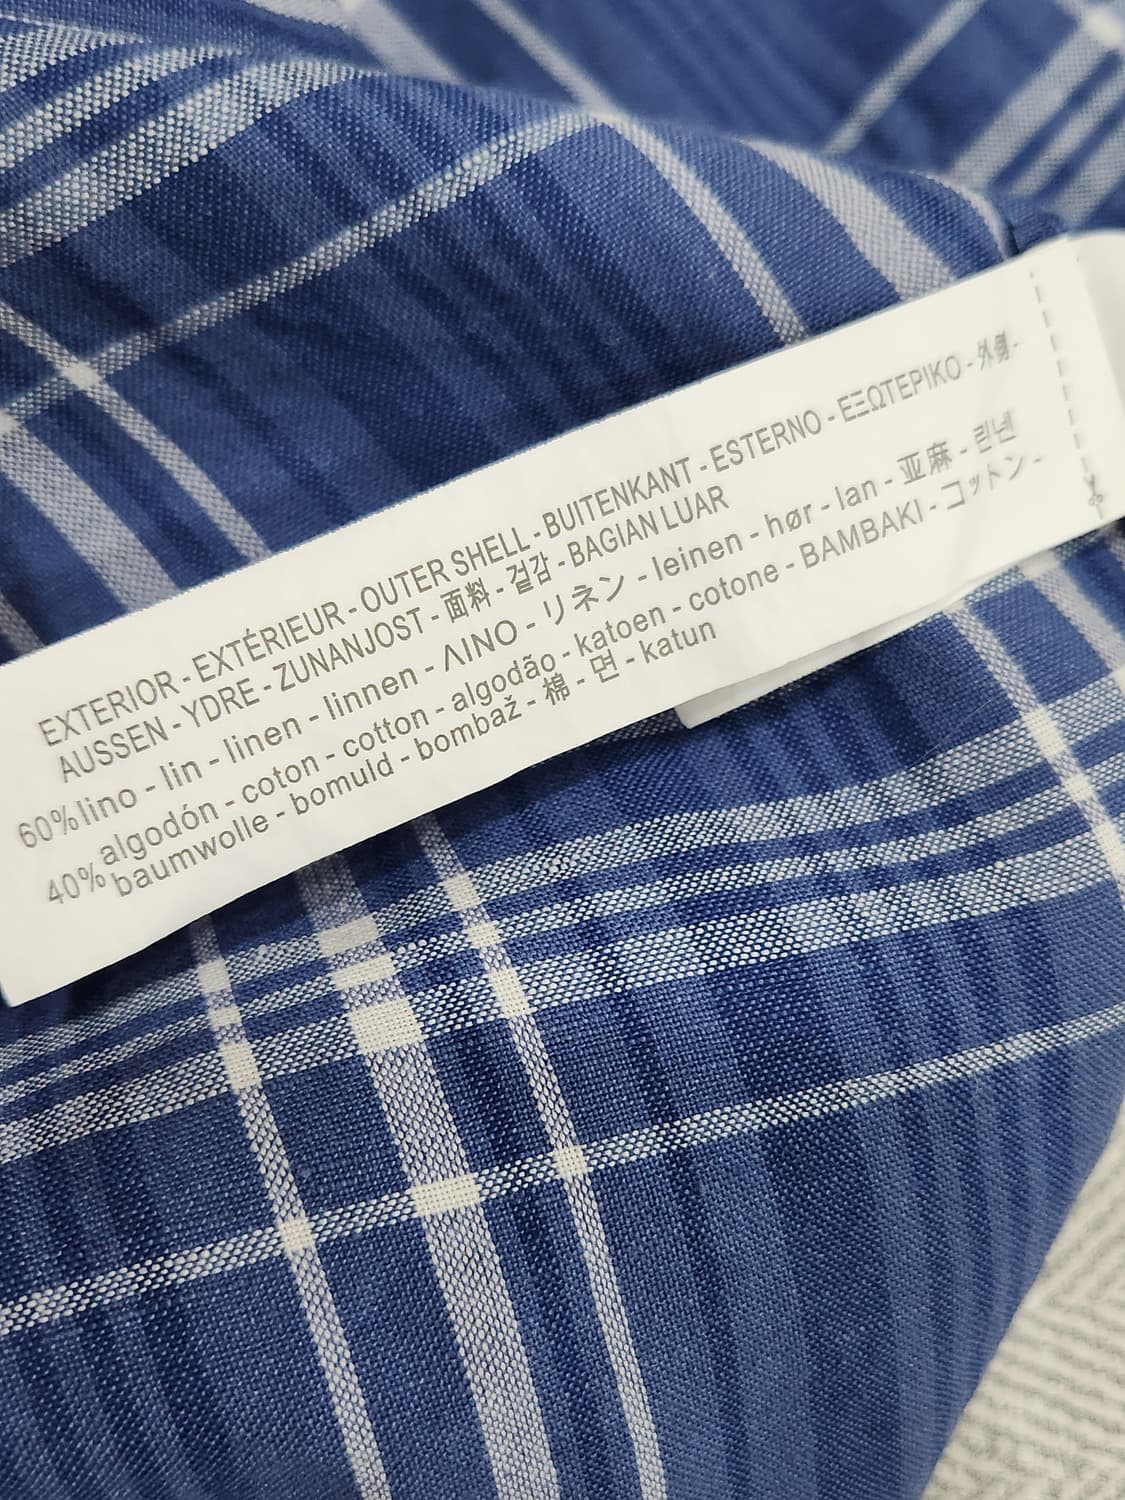 EXTERIOR - EXTÉRIEUR - OUTER SHELL - BUITENKANT - ESTERNO - ΕΞΩΤΕΡΙΚΟ - 外側 -
AUSSEN - YDRE - ZUNANJOST - 面料 - 겉감 - BAGIAN LUAR
60% lino - lin - linen - linnen - ΛΙΝΟ - リネン - leinen - hør - lan - 亚麻 - 린넨
40% algodón - coton - cotton - algodão - katoen - cotone - BAMBAKI - コットン -
baumwolle - bomuld - bombaž - 棉 - 면 - katun